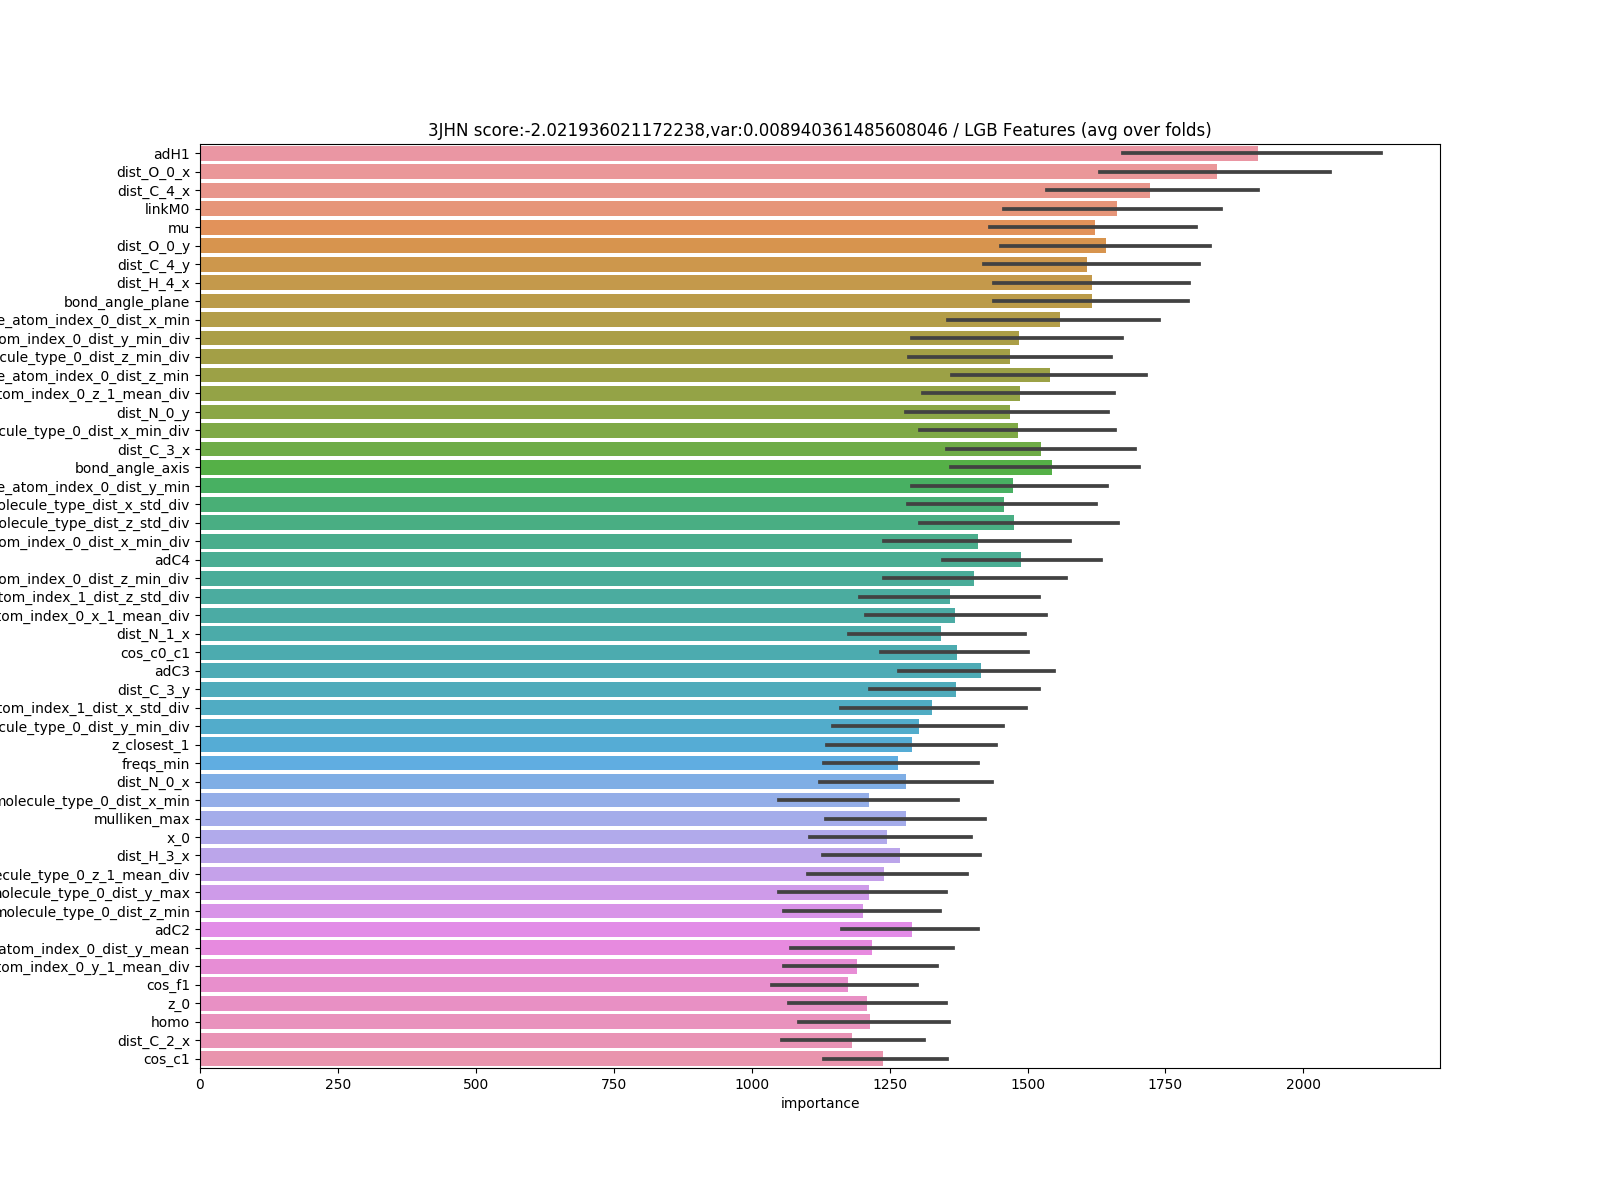 3JHN score:-2.021936021172238,var:0.008940361485608046 / LGB Features (avg over folds)
adH1
dist_O_0_x
dist_C_4_x
linkM0
mu
dist_O_0_y
dist_C_4_y
dist_H_4_x
bond_angle_plane
e_atom_index_0_dist_x_min
om_index_0_dist_y_min_div
cule_type_0_dist_z_min_div
e_atom_index_0_dist_z_min
tom_index_0_z_1_mean_div
dist_N_0_y
cule_type_0_dist_x_min_div
dist_C_3_x
bond_angle_axis
e_atom_index_0_dist_y_min
olecule_type_dist_x_std_div
olecule_type_dist_z_std_div
om_index_0_dist_x_min_div
adC4
om_index_0_dist_z_min_div
tom_index_1_dist_z_std_div
tom_index_0_x_1_mean_div
dist_N_1_x
cos_c0_c1
adC3
dist_C_3_y
tom_index_1_dist_x_std_div
cule_type_0_dist_y_min_div
z_closest_1
freqs_min
dist_N_0_x
molecule_type_0_dist_x_min
mulliken_max
x_0
dist_H_3_x
ecule_type_0_z_1_mean_div
nolecule_type_0_dist_y_max
molecule_type_0_dist_z_min
adC2
atom_index_0_dist_y_mean
tom_index_0_y_1_mean_div
cos_f1
z_0
homo
dist_C_2_x
cos_c1
0 250 500 750 1000 1250 1500 1750 2000
importance